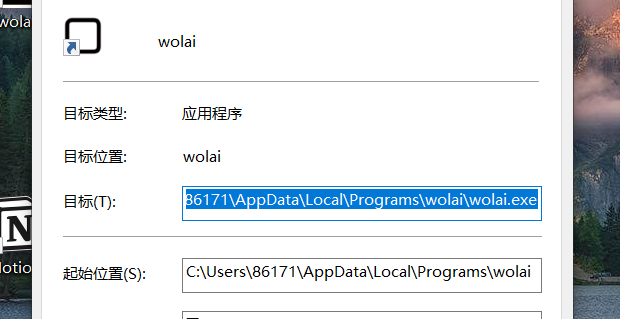 wolai
wola
目标类型: 应用程序
目标位置: wolai
目标(T): 86171\AppData\Local\Programs\wolai\wolai.exe
N
otion
起始位置(S): C:\Users\86171\AppData\Local\Programs\wolai